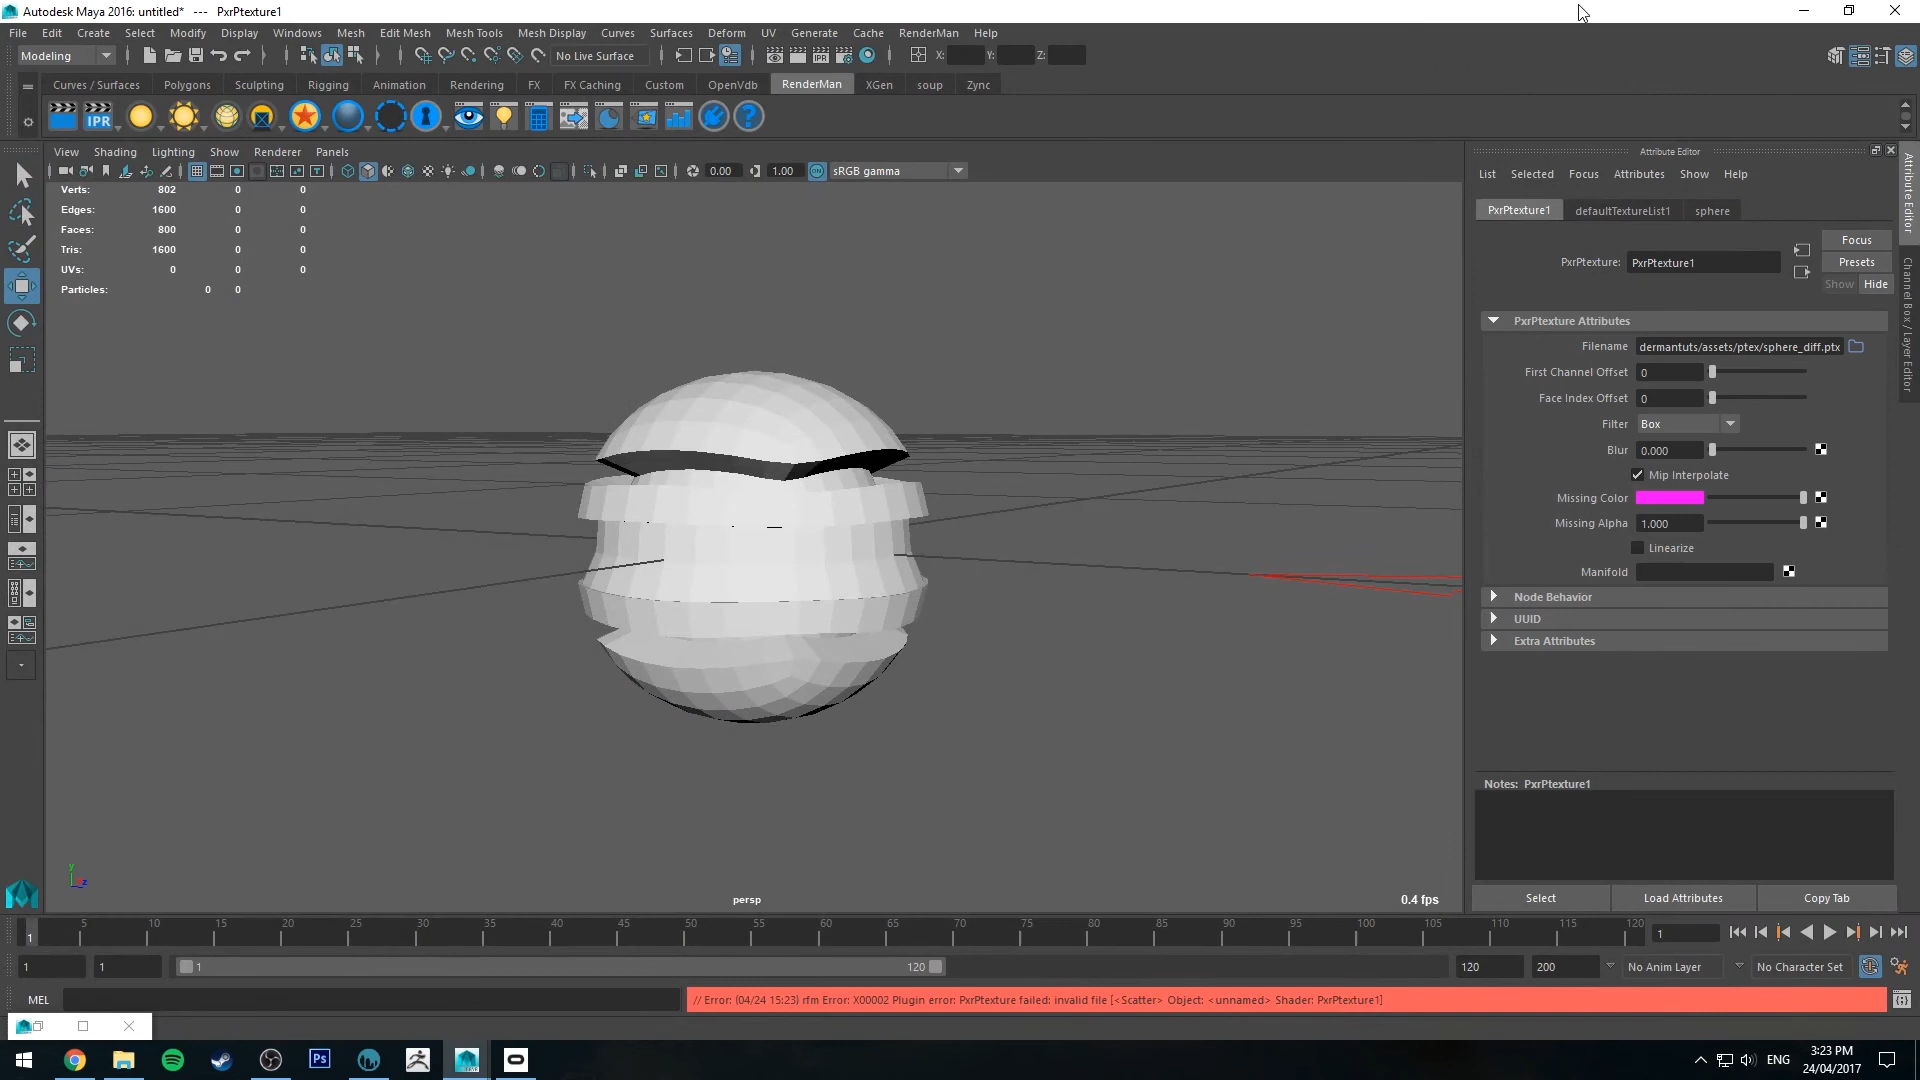 Autodesk Maya 2016: untitled*   ---   PxrPtexture1
File Edit Create Select Modify Display Windows Mesh Edit Mesh Mesh Tools Mesh Display Curves Surfaces Deform UV Generate Cache RenderMan Help
Modeling No Live Surface X: Y: Z:
Curves / Surfaces Polygons Sculpting Rigging Animation Rendering FX FX Caching Custom OpenVdb RenderMan XGen soup Zync
IPR
View Shading Lighting Show Renderer Panels
0.00 1.00 sRGB gamma
Verts: 802 0 0
Edges: 1600 0 0
Faces: 800 0 0
Tris: 1600 0 0
UVs: 0 0 0
Particles: 0 0
persp
0.4 fps
Attribute Editor
List Selected Focus Attributes Show Help
PxrPtexture1 defaultTextureList1 sphere
PxrPtexture: PxrPtexture1
Focus
Presets
Show Hide
PxrPtexture Attributes
Filename dermantuts/assets/ptex/sphere_diff.ptx
First Channel Offset 0
Face Index Offset 0
Filter Box
Blur 0.000
Mip Interpolate
Missing Color
Missing Alpha 1.000
Linearize
Manifold
Node Behavior
UUID
Extra Attributes
Notes: PxrPtexture1
Select Load Attributes Copy Tab
Attribute Editor
Channel Box / Layer Editor
1 5 10 15 20 25 30 35 40 45 50 55 60 65 70 75 80 85 90 95 100 105 110 115 120 1
1 1 1 120 120 200 No Anim Layer No Character Set
MEL // Error: (04/24 15:23) rfm Error: X00002 Plugin error: PxrPtexture failed: invalid file [<Scatter> Object: <unnamed> Shader: PxrPtexture1]
Ps
ENG
3:23 PM
24/04/2017